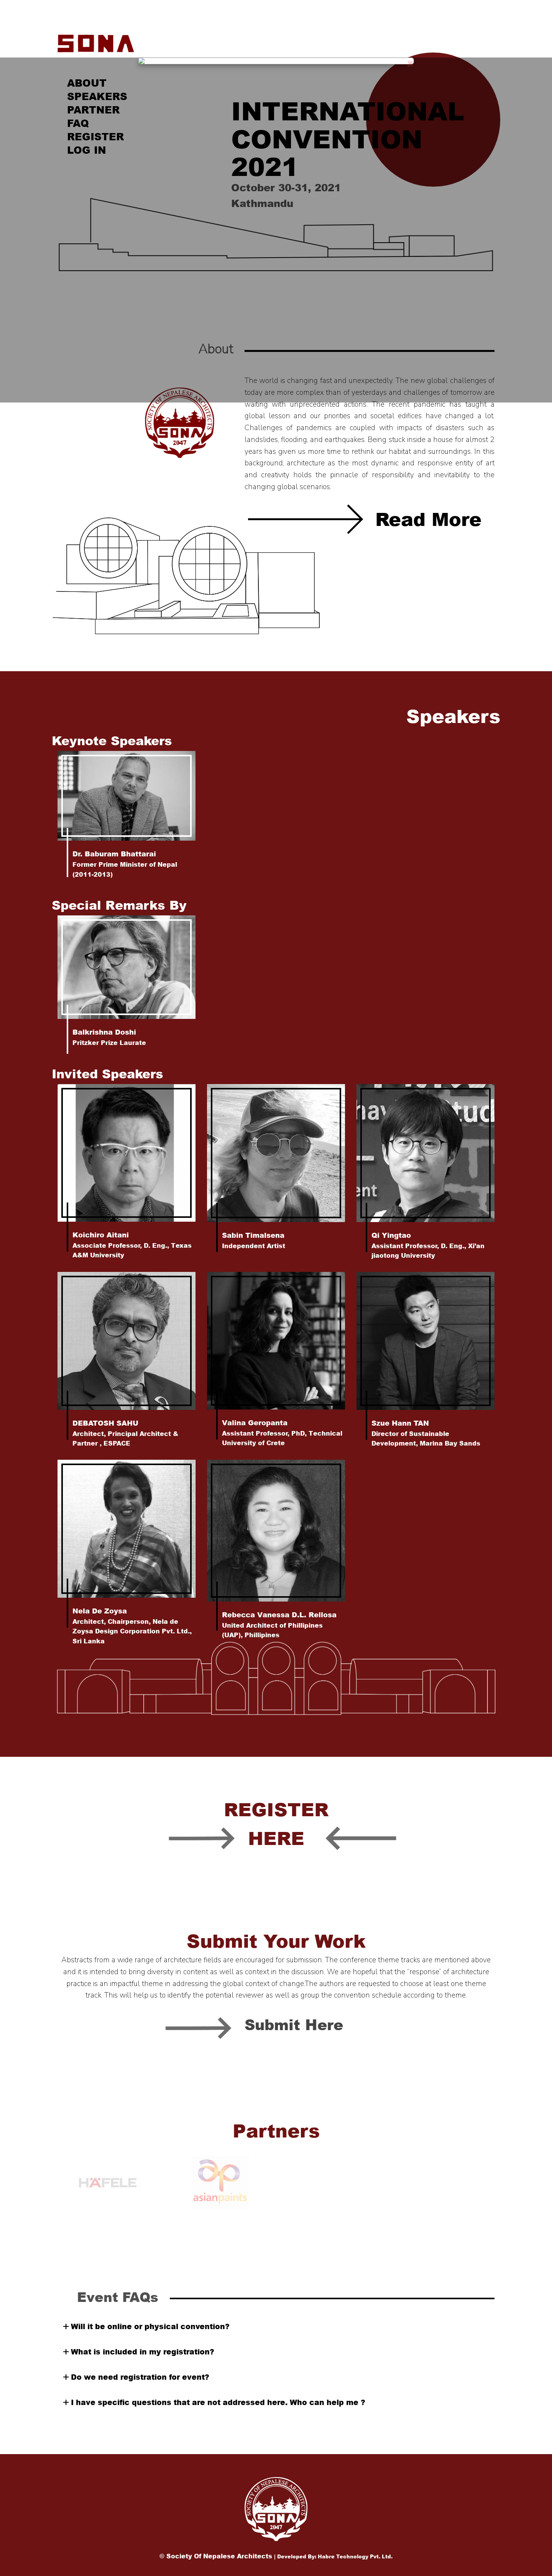 SONA
ABOUT
SPEAKERS
PARTNER
FAQ
REGISTER
LOG IN
INTERNATIONAL
CONVENTION
2021
October 30-31, 2021
Kathmandu
About
The world is changing fast and unexpectedly. The new global challenges of
today are more complex than of yesterdays and challenges of tomorrow are
waiting with unprecedented actions. The recent pandemic has taught a
global lesson and our priorities and societal edifices have changed a lot.
Challenges of pandemics are coupled with impacts of disasters such as
landslides, flooding, and earthquakes. Being stuck inside a house for almost 2
years has given us more time to rethink our habitat and surroundings. In this
background, architecture as the most dynamic and responsive entity of art
and creativity holds the pinnacle of responsibility and inevitability to the
changing global scenarios.
SOCIETY OF NEPALESE ARCHITECTS
SONA
2047
Read More
Speakers
Keynote Speakers
Dr. Baburam Bhattarai
Former Prime Minister of Nepal
(2011-2013)
Special Remarks By
Balkrishna Doshi
Pritzker Prize Laurate
Invited Speakers
Koichiro Aitani
Associate Professor, D. Eng., Texas
A&M University
Sabin Timalsena
Independent Artist
Qi Yingtao
Assistant Professor, D. Eng., Xi'an
jiaotong University
DEBATOSH SAHU
Architect, Principal Architect &
Partner , ESPACE
Valina Geropanta
Assistant Professor, PhD, Technical
University of Crete
Szue Hann TAN
Director of Sustainable
Development, Marina Bay Sands
Nela De Zoysa
Architect, Chairperson, Nela de
Zoysa Design Corporation Pvt. Ltd.,
Sri Lanka
Rebecca Vanessa D.L. Rellosa
United Architect of Phillipines
(UAP), Phillipines
REGISTER
HERE
Submit Your Work
Abstracts from a wide range of architecture fields are encouraged for submission. The conference theme tracks are mentioned above
and it is intended to bring diversity in content as well as context in the discussion. We are hopeful that the "response" of architecture
practice is an impactful theme in addressing the global context of change.The authors are requested to choose at least one theme
track. This will help us to identify the potential reviewer as well as group the convention schedule according to theme.
Submit Here
Partners
HÄFELE
asianpaints
Event FAQs
+ Will it be online or physical convention?
+ What is included in my registration?
+ Do we need registration for event?
+ I have specific questions that are not addressed here. Who can help me ?
SOCIETY OF NEPALESE ARCHITECTS
SONA
2047
© Society Of Nepalese Architects | Developed By: Habre Technology Pvt. Ltd.